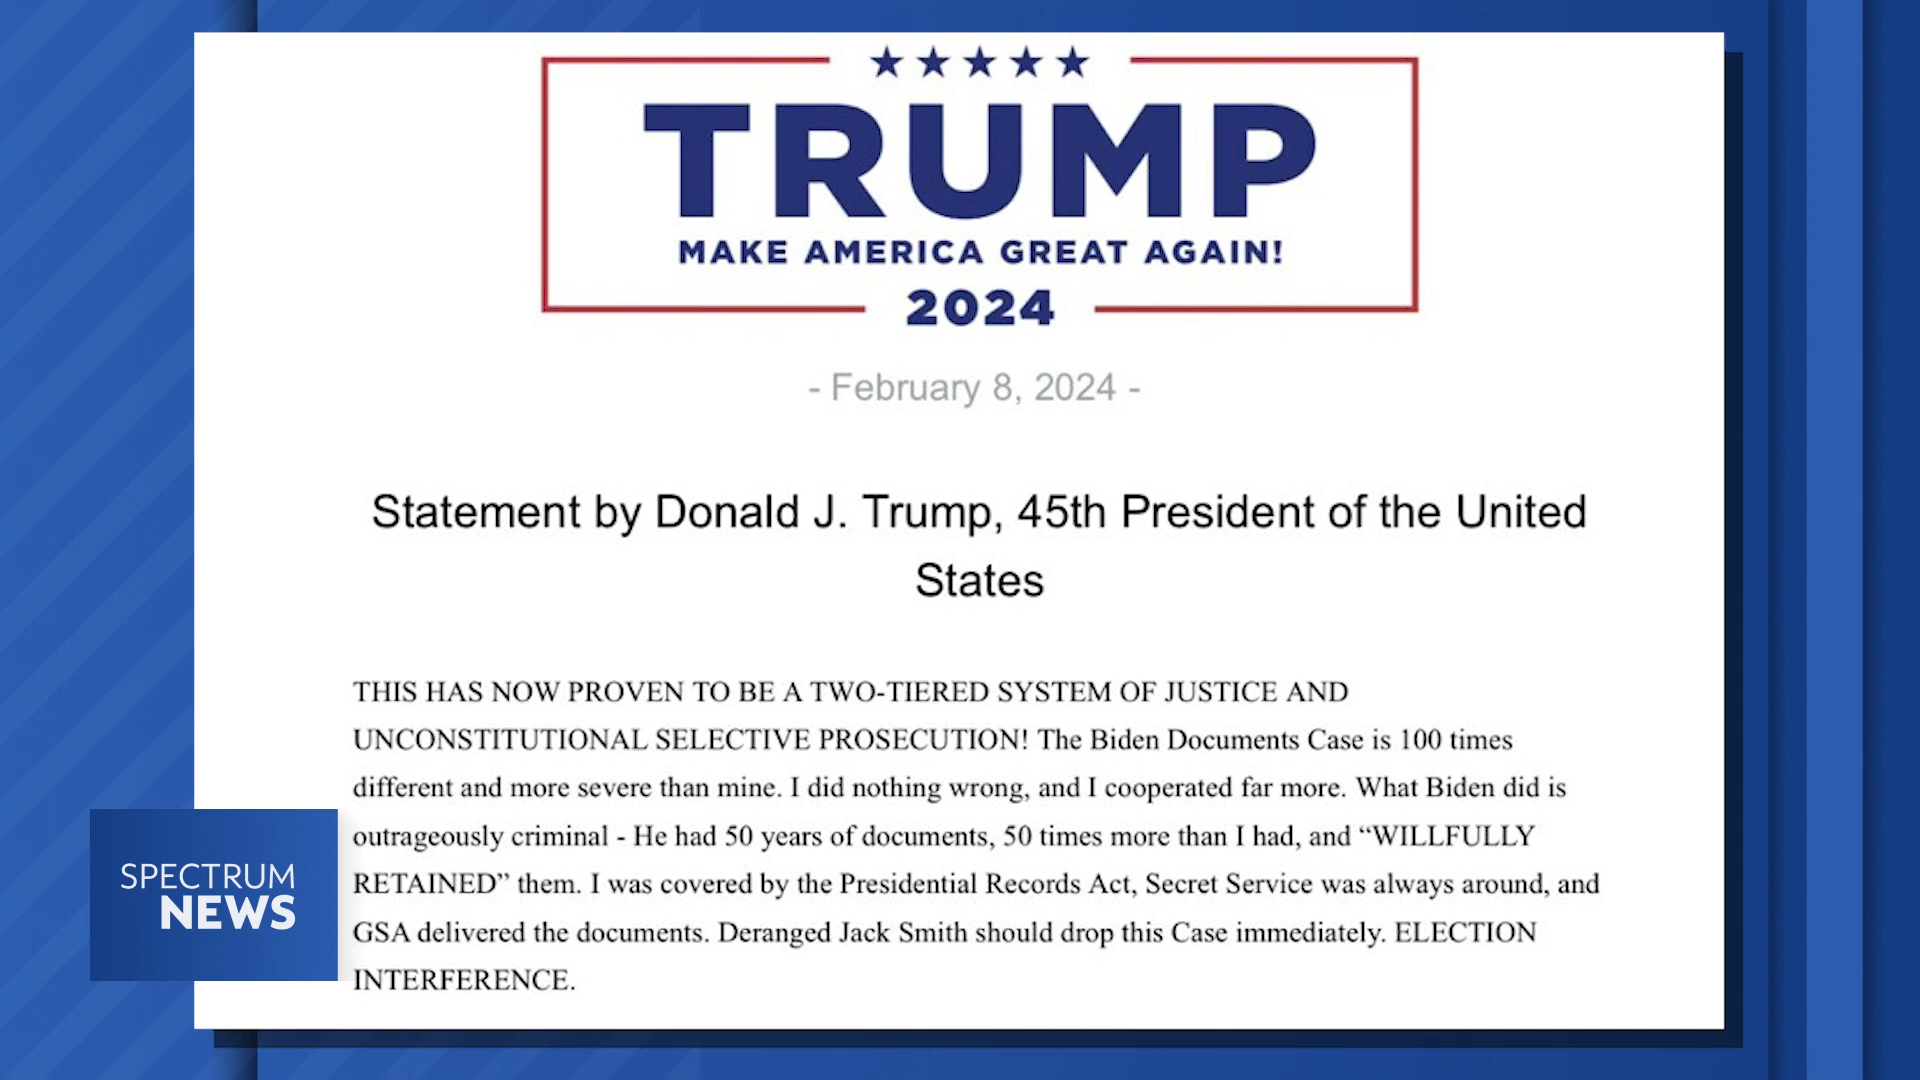 TRUMP
MAKE AMERICA GREAT AGAIN!
2024
- February 8, 2024 -
Statement by Donald J. Trump, 45th President of the United
States
THIS HAS NOW PROVEN TO BE A TWO-TIERED SYSTEM OF JUSTICE AND
UNCONSTITUTIONAL SELECTIVE PROSECUTION! The Biden Documents Case is 100 times
different and more severe than mine. I did nothing wrong, and I cooperated far more. What Biden did is
outrageously criminal - He had 50 years of documents, 50 times more than I had, and “WILLFULLY
RETAINED” them. I was covered by the Presidential Records Act, Secret Service was always around, and
GSA delivered the documents. Deranged Jack Smith should drop this Case immediately. ELECTION
INTERFERENCE.
SPECTRUM
NEWS